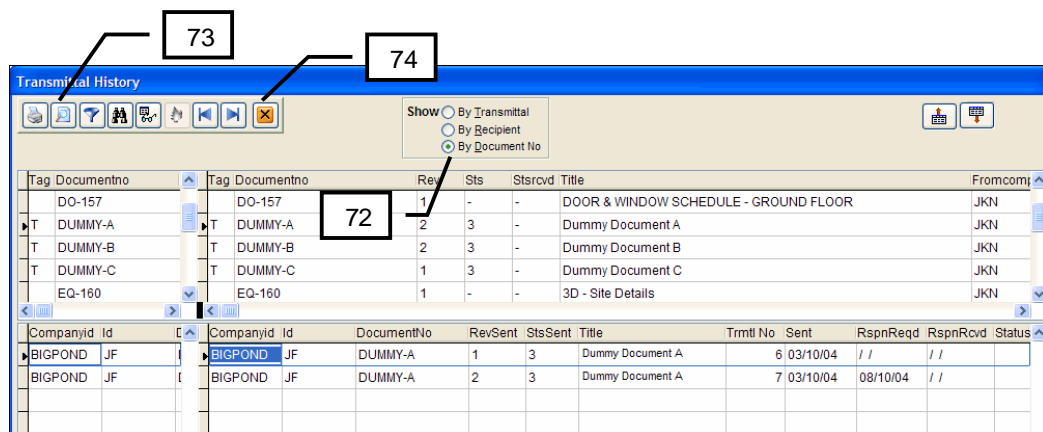 73
74
Transmittal History
Show By Transmittal
By Recipient
By Document No
Tag Documentno Tag Documentno Rev Sts Stsrcvd Title Fromcomp
DO-157 DO-157 1 - - DOOR & WINDOW SCHEDULE - GROUND FLOOR JKN
72
T DUMMY-A T DUMMY-A 2 3 - Dummy Document A JKN
T DUMMY-B T DUMMY-B 2 3 - Dummy Document B JKN
T DUMMY-C T DUMMY-C 1 3 - Dummy Document C JKN
EQ-160 EQ-160 1 - - 3D - Site Details JKN
Companyid Id D Companyid Id DocumentNo RevSent StsSent Title Trmtl No Sent RspnReqd RspnRcvd Status
BIGPOND JF BIGPOND JF DUMMY-A 1 3 Dummy Document A 6 03/10/04 / / / /
BIGPOND JF BIGPOND JF DUMMY-A 2 3 Dummy Document A 7 03/10/04 08/10/04 / /